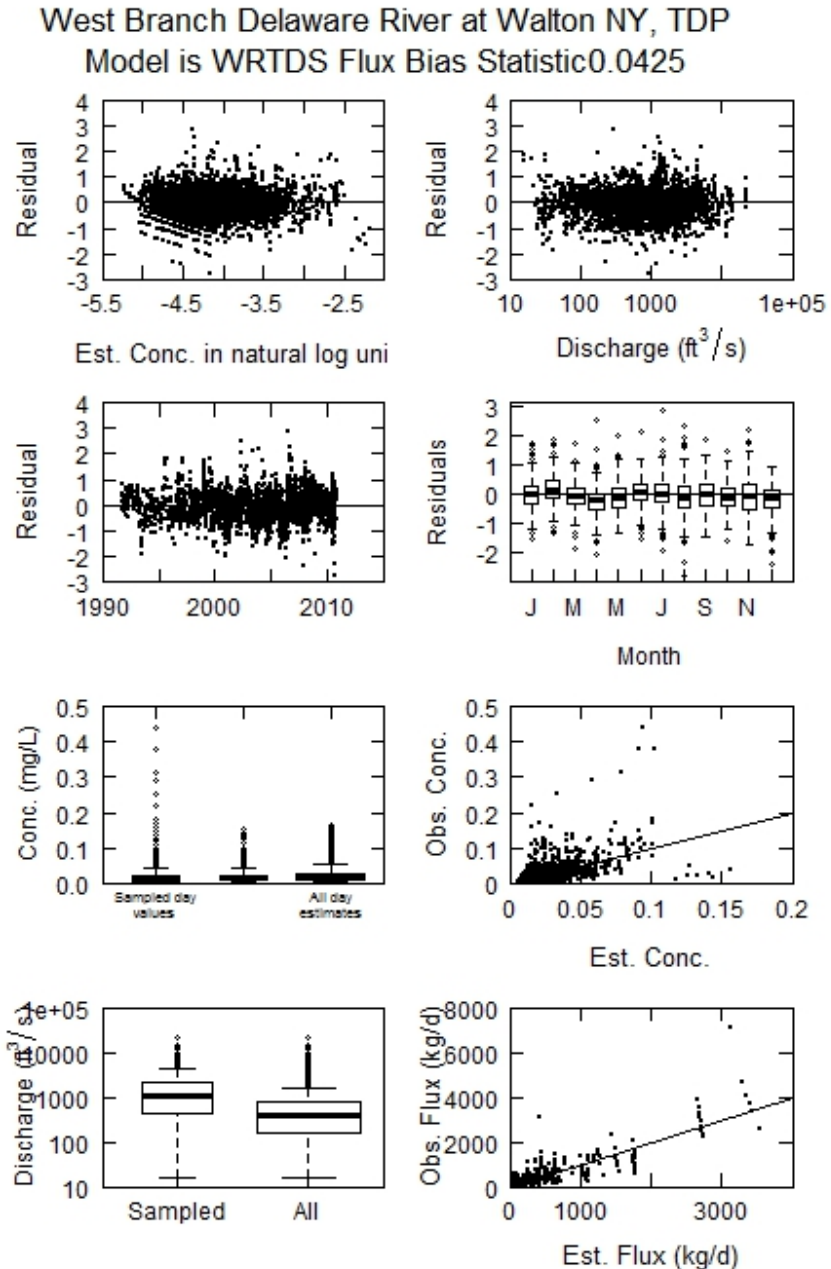 West Branch Delaware River at Walton NY, TDP
Model is WRTDS Flux Bias Statistic0.0425
4
3
2
1
0
-1
-2
-3
Residual
-5.5 -4.5 -3.5 -2.5
Est. Conc. in natural log uni
4
3
2
1
0
-1
-2
-3
Residual
10 100 1000 1e+05
Discharge (ft3/s)
4
3
2
1
0
-1
-2
-3
Residual
1990 2000 2010
3
2
1
0
-1
-2
Residuals
J M M J S N
Month
0.5
0.4
0.3
0.2
0.1
0.0
Conc. (mg/L)
Sampled day
values
All day
estimates
0.5
0.4
0.3
0.2
0.1
0
Obs. Conc.
0 0.05 0.1 0.15 0.2
Est. Conc.
1e+05
10000
1000
100
10
Discharge (ft3/s)
Sampled All
8000
6000
4000
2000
0
Obs. Flux (kg/d)
0 1000 3000
Est. Flux (kg/d)